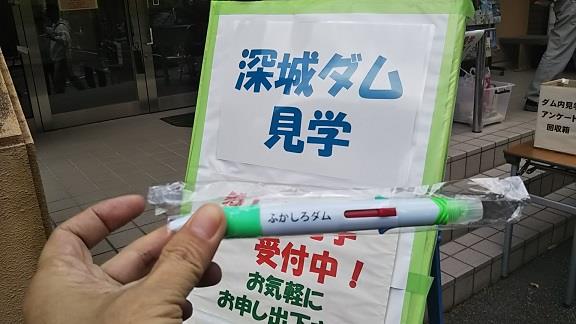 深城ダム
見学
ふかしろダム
受付中！
お気軽に
お申し出下
ダム内見
アンケート
回収箱